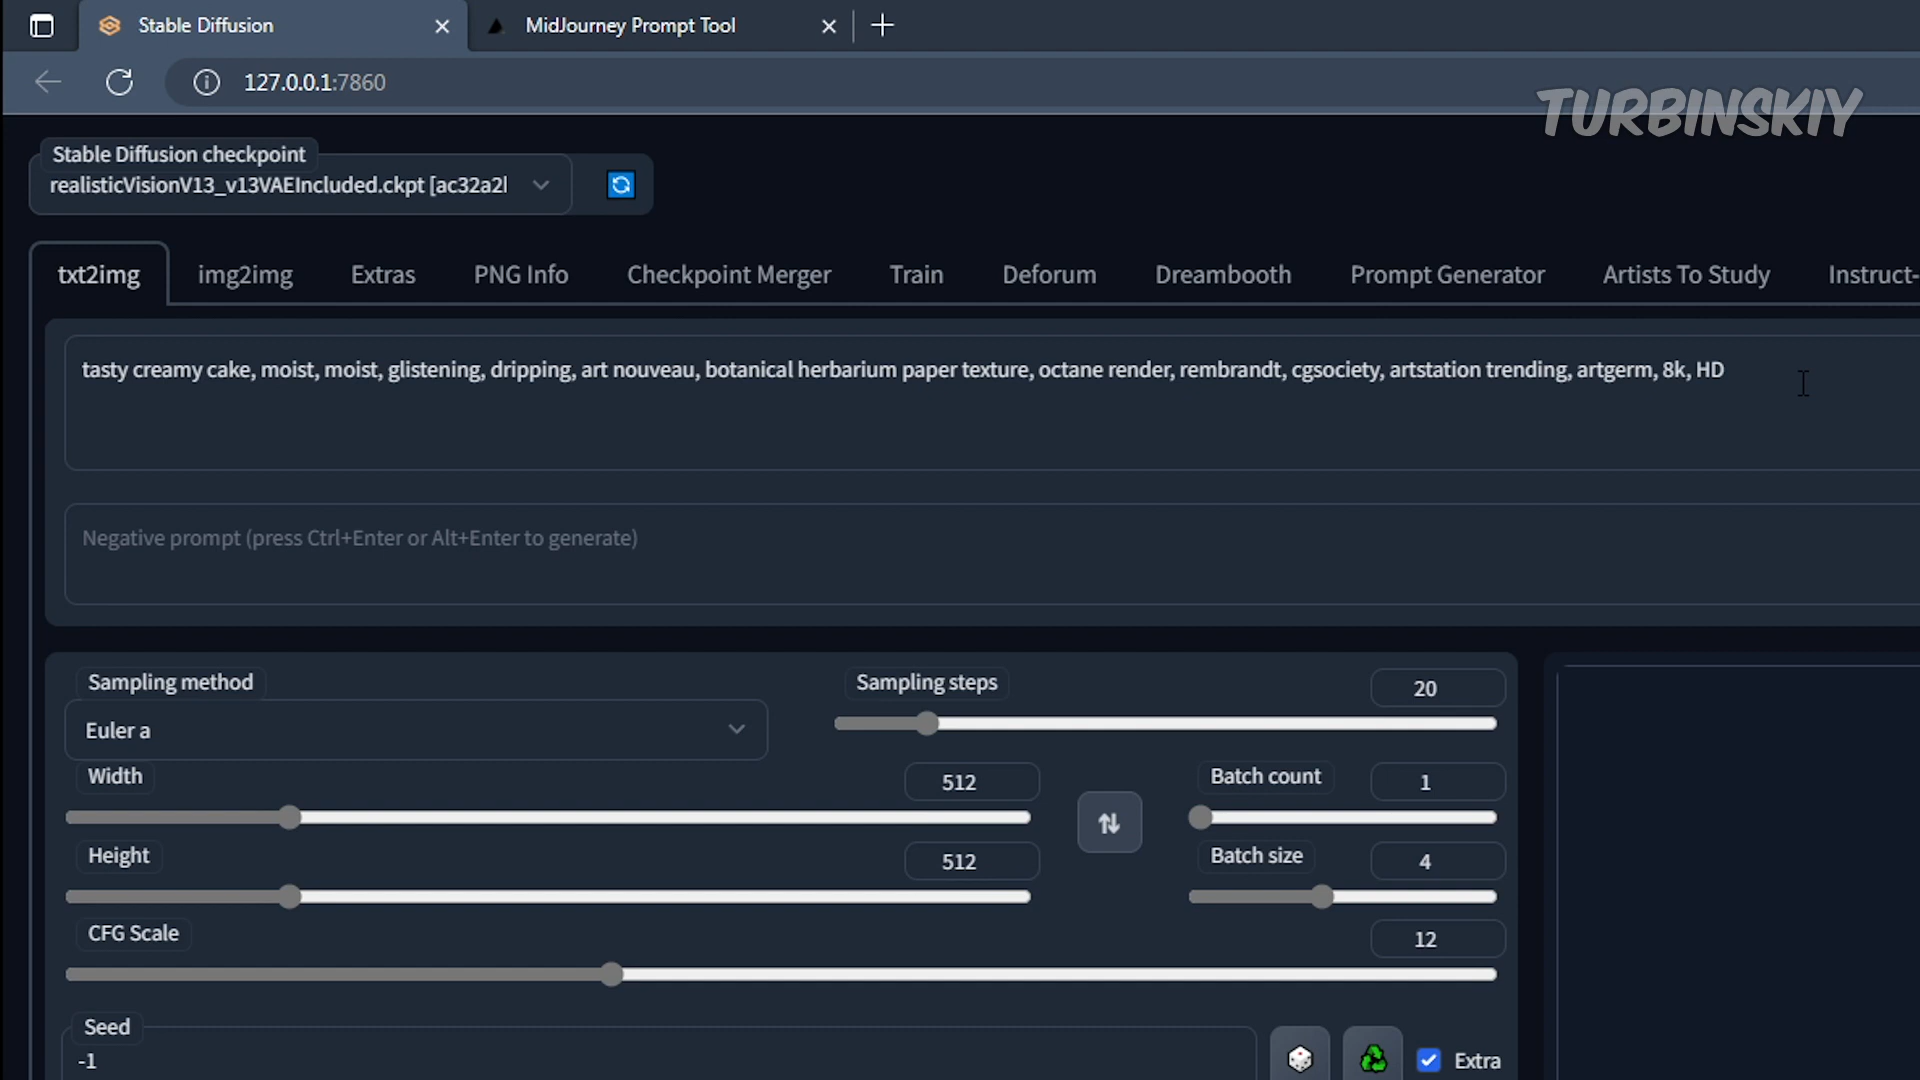 Stable Diffusion
MidJourney Prompt Tool
127.0.0.1:7860
TURBINSKIY
Stable Diffusion checkpoint
realisticVisionV13_v13VAEIncluded.ckpt [ac32a2
txt2img
img2img
Extras
PNG Info
Checkpoint Merger
Train
Deforum
Dreambooth
Prompt Generator
Artists To Study
Instruct-
tasty creamy cake, moist, moist, glistening, dripping, art nouveau, botanical herbarium paper texture, octane render, rembrandt, cgsociety, artstation trending, artgerm, 8k, HD
Negative prompt (press Ctrl+Enter or Alt+Enter to generate)
Sampling method
Euler a
Sampling steps
20
Width
512
Batch count
1
Height
512
Batch size
4
CFG Scale
12
Seed
-1
Extra